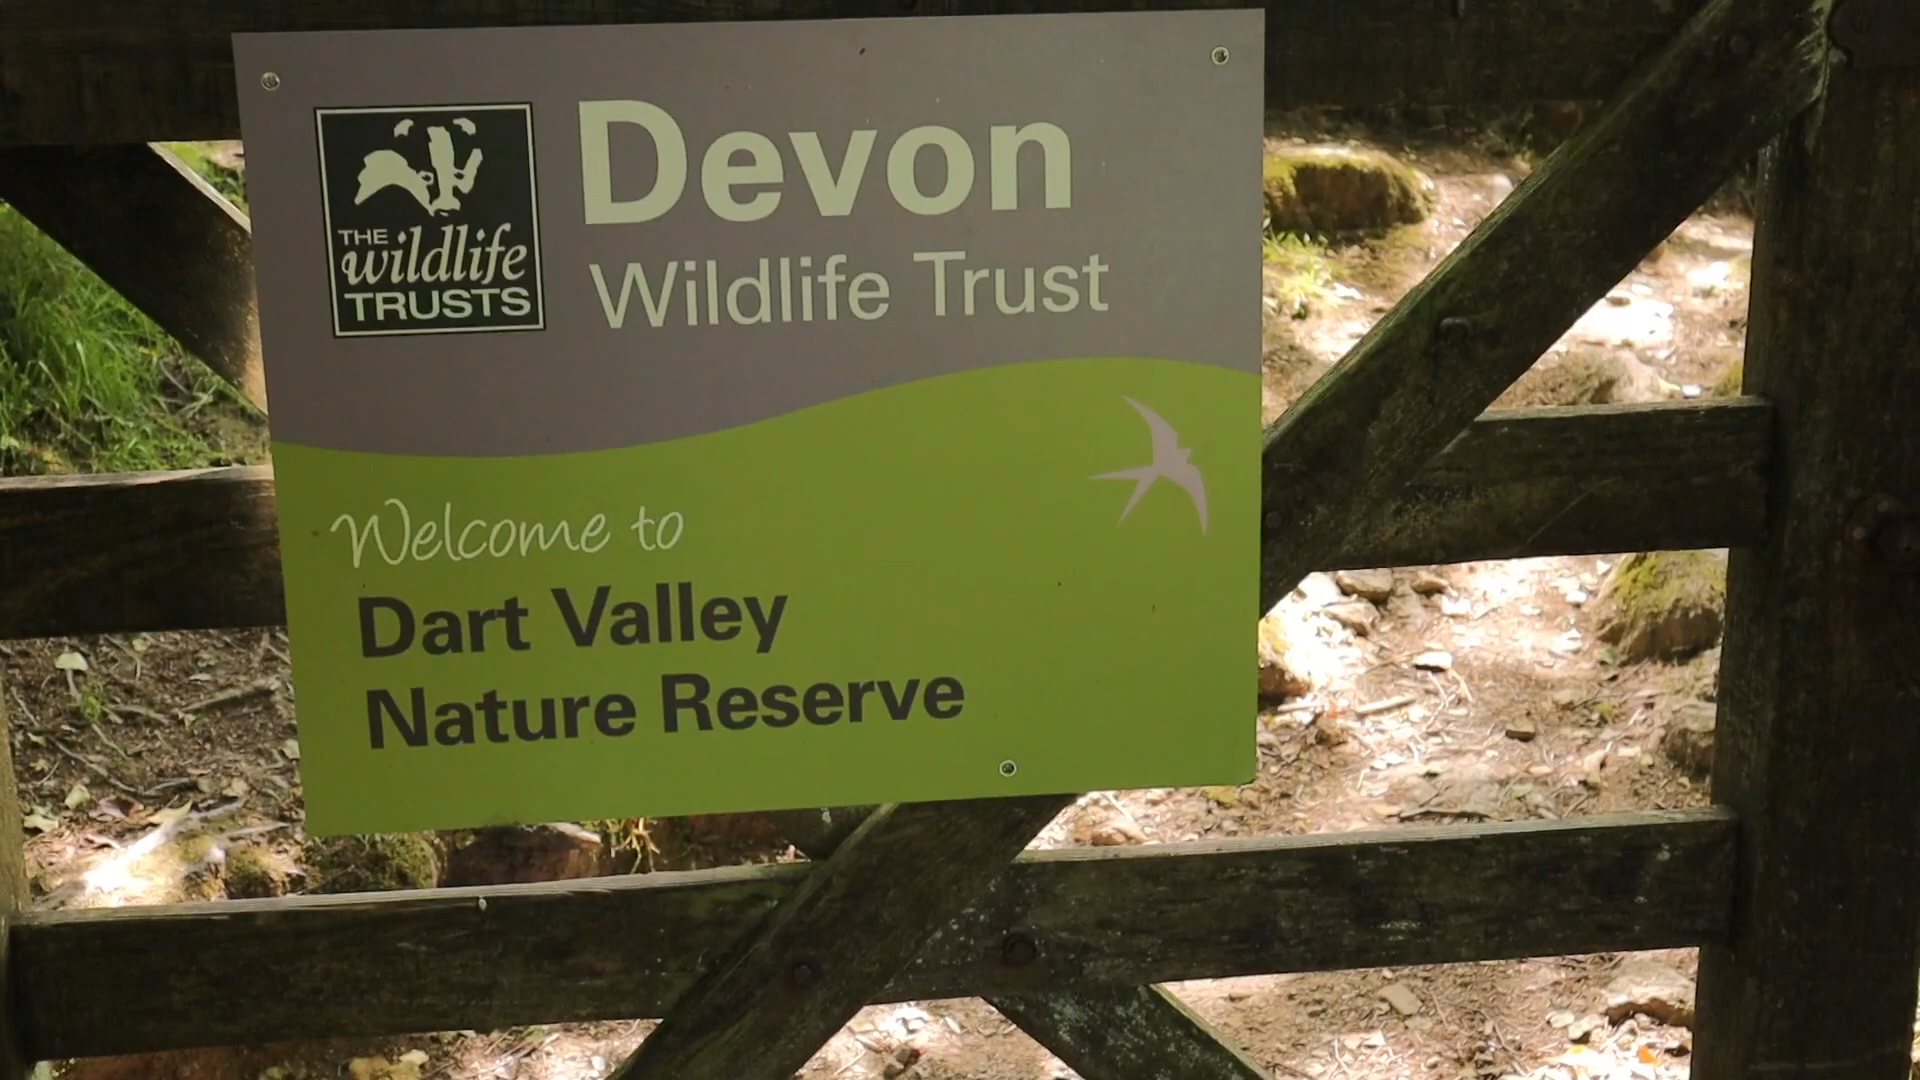 THE
wildlife
TRUSTS
Devon
Wildlife Trust
Welcome to
Dart Valley
Nature Reserve